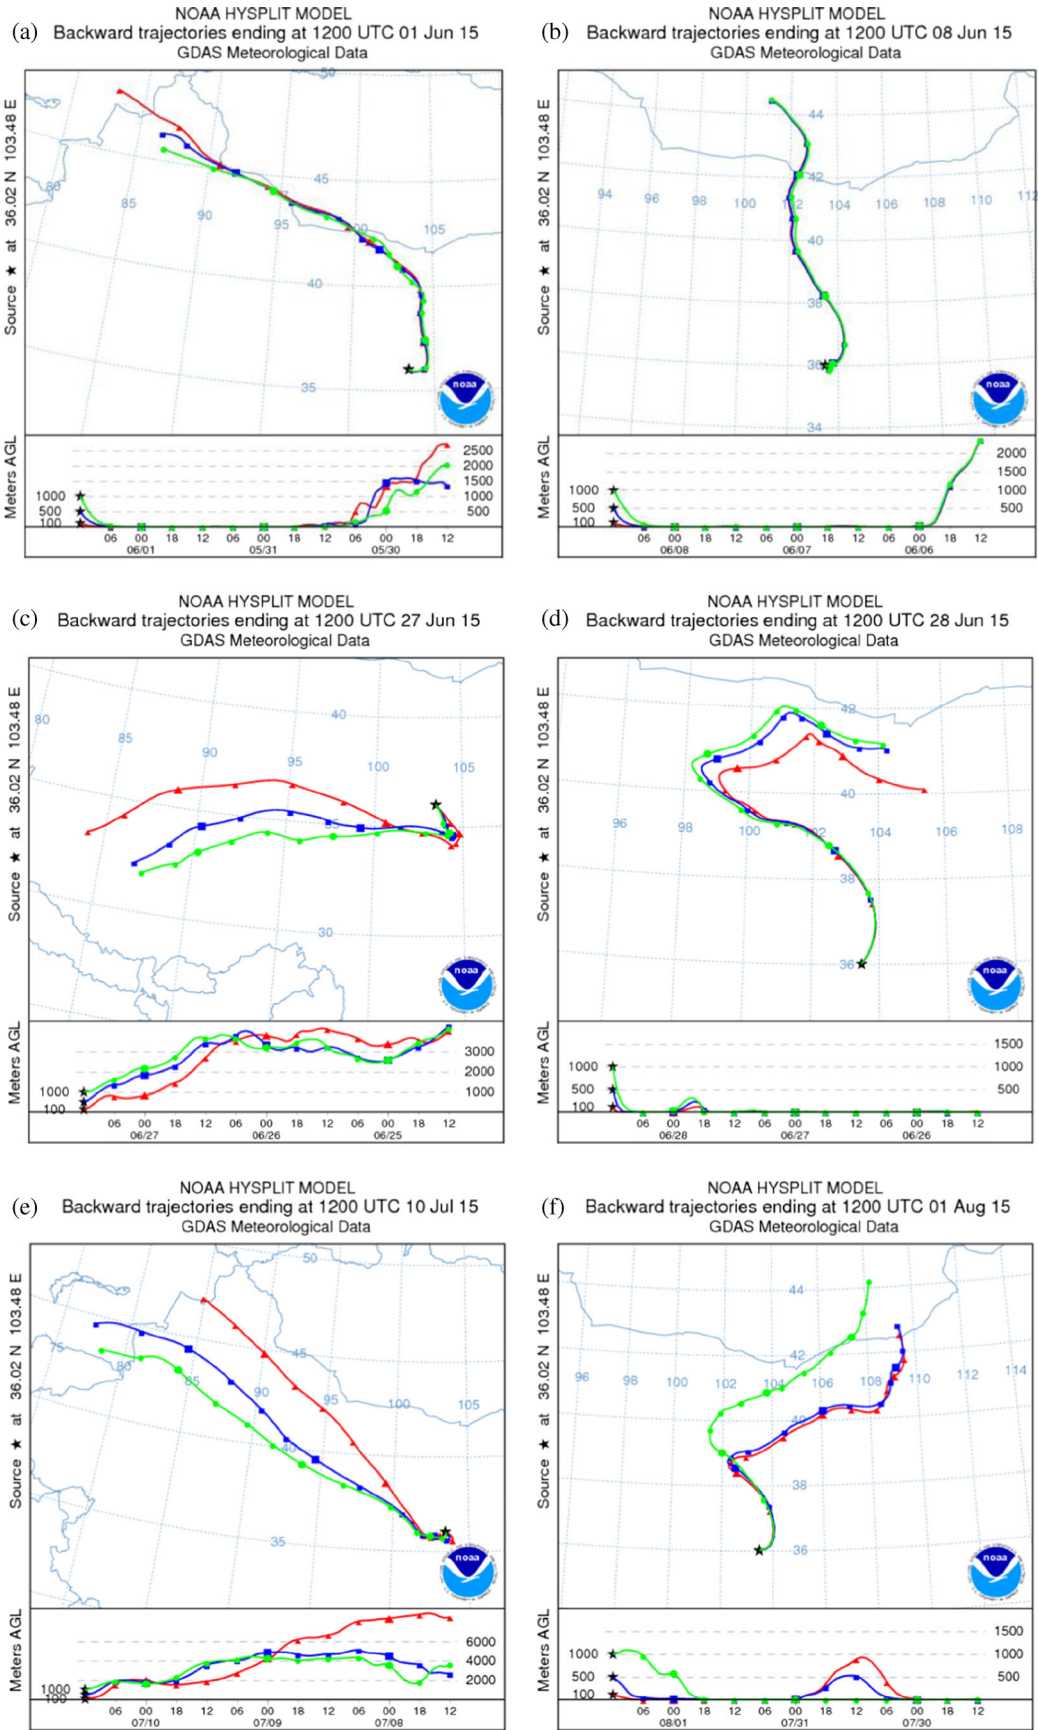 (a)
NOAA HYSPLIT MODEL
Backward trajectories ending at 1200 UTC 01 Jun 15
GDAS Meteorological Data
Source ★ at 36.02 N 103.48 E
50
45
80
85
90
95
100
105
40
35
noaa
Meters AGL
2500
2000
1500
1000
500
1000
500
100
06 00 18 12 06 00 18 12 06 00 18 12
06/01 05/31 05/30
(b)
NOAA HYSPLIT MODEL
Backward trajectories ending at 1200 UTC 08 Jun 15
GDAS Meteorological Data
Source ★ at 36.02 N 103.48 E
44
42
94 96 98 100 102 104 106 108 110 112
40
38
36
34
noaa
Meters AGL
2000
1500
1000
500
1000
500
100
06 00 18 12 06 00 18 12 06 00 18 12
06/08 06/07 06/06
(c)
NOAA HYSPLIT MODEL
Backward trajectories ending at 1200 UTC 27 Jun 15
GDAS Meteorological Data
Source ★ at 36.02 N 103.48 E
40
80
85
90
95
100
105
35
30
noaa
Meters AGL
3000
2000
1000
1000
100
06 00 18 12 06 00 18 12 06 00 18 12
06/27 06/26 06/25
(d)
NOAA HYSPLIT MODEL
Backward trajectories ending at 1200 UTC 28 Jun 15
GDAS Meteorological Data
Source ★ at 36.02 N 103.48 E
42
40
96 98 100 102 104 106 108
38
36
noaa
Meters AGL
1500
1000
500
1000
500
100
06 00 18 12 06 00 18 12 06 00 18 12
06/28 06/27 06/26
(e)
NOAA HYSPLIT MODEL
Backward trajectories ending at 1200 UTC 10 Jul 15
GDAS Meteorological Data
Source ★ at 36.02 N 103.48 E
50
75
80
85
90
95
100
105
40
35
noaa
Meters AGL
6000
4000
2000
1000
100
06 00 18 12 06 00 18 12 06 00 18 12
07/10 07/09 07/08
(f)
NOAA HYSPLIT MODEL
Backward trajectories ending at 1200 UTC 01 Aug 15
GDAS Meteorological Data
Source ★ at 36.02 N 103.48 E
44
42
96 98 100 102 104 106 108 110 112 114
40
38
36
noaa
Meters AGL
1500
1000
500
1000
500
100
06 00 18 12 06 00 18 12 06 00 18 12
08/01 07/31 07/30